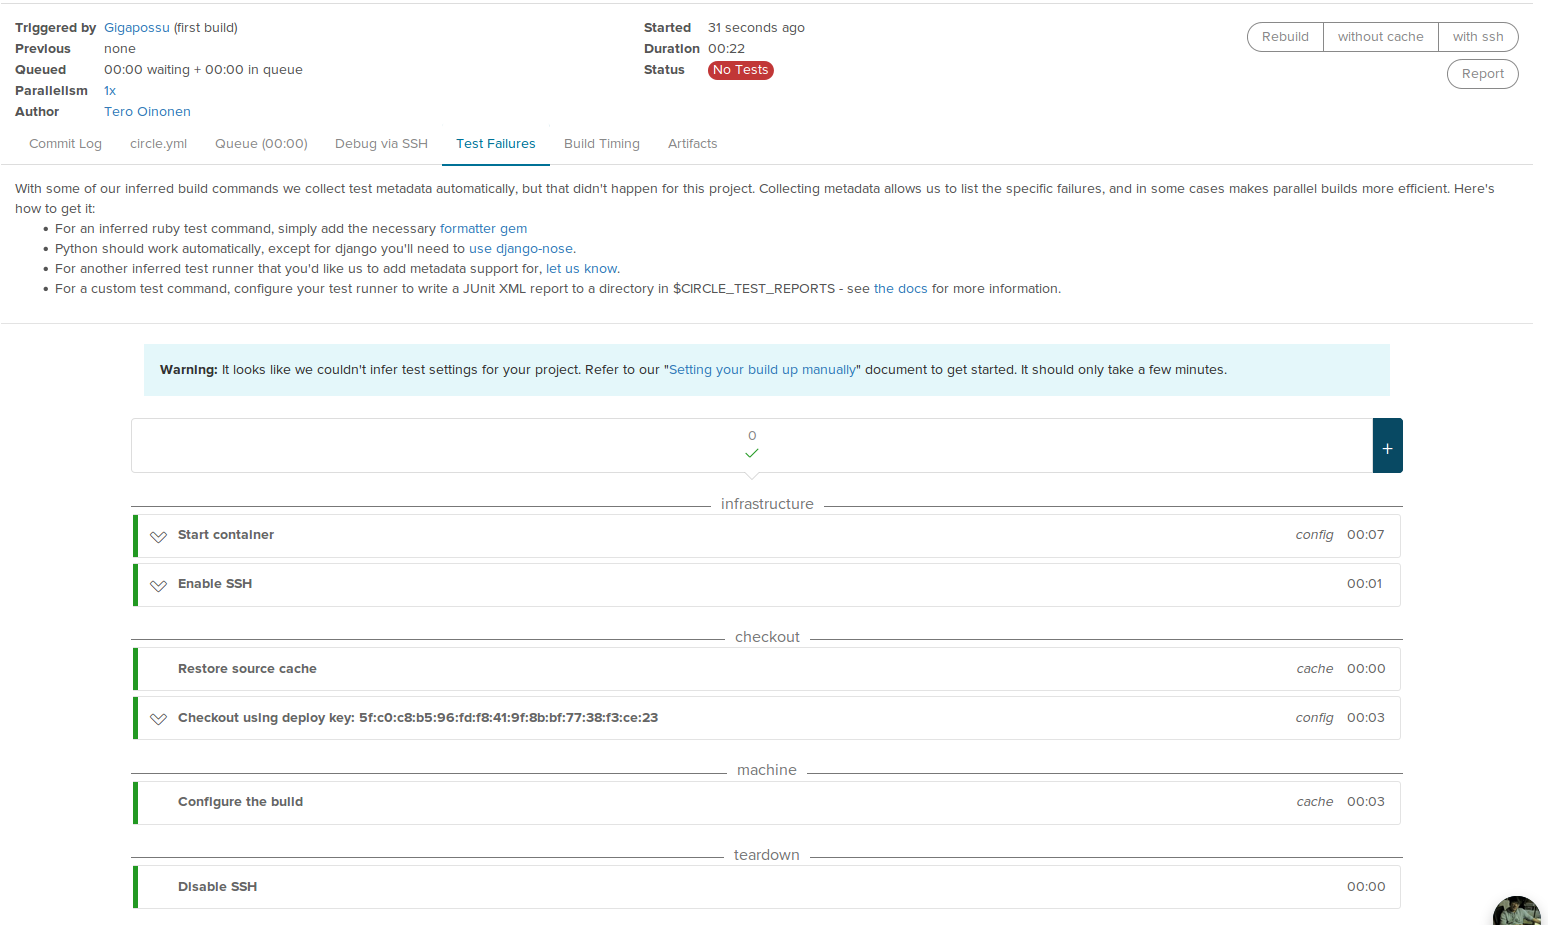 Triggered by Gigapossu (first build)
Previous none
Queued 00:00 waiting + 00:00 in queue
Parallelism 1x
Author Tero Oinonen
Started 31 seconds ago
Duration 00:22
Status No Tests
Rebuild without cache with ssh
Report
Commit Log circle.yml Queue (00:00) Debug via SSH Test Failures Build Timing Artifacts
With some of our inferred build commands we collect test metadata automatically, but that didn't happen for this project. Collecting metadata allows us to list the specific failures, and in some cases makes parallel builds more efficient. Here's
how to get it:
• For an inferred ruby test command, simply add the necessary formatter gem
• Python should work automatically, except for django you'll need to use django-nose.
• For another inferred test runner that you'd like us to add metadata support for, let us know.
• For a custom test command, configure your test runner to write a JUnit XML report to a directory in $CIRCLE_TEST_REPORTS - see the docs for more information.
Warning: It looks like we couldn't infer test settings for your project. Refer to our "Setting your build up manually" document to get started. It should only take a few minutes.
0
+
infrastructure
Start container config 00:07
Enable SSH 00:01
checkout
Restore source cache cache 00:00
Checkout using deploy key: 5f:c0:c8:b5:96:fd:f8:41:9f:8b:bf:77:38:f3:ce:23 config 00:03
machine
Configure the build cache 00:03
teardown
Disable SSH 00:00